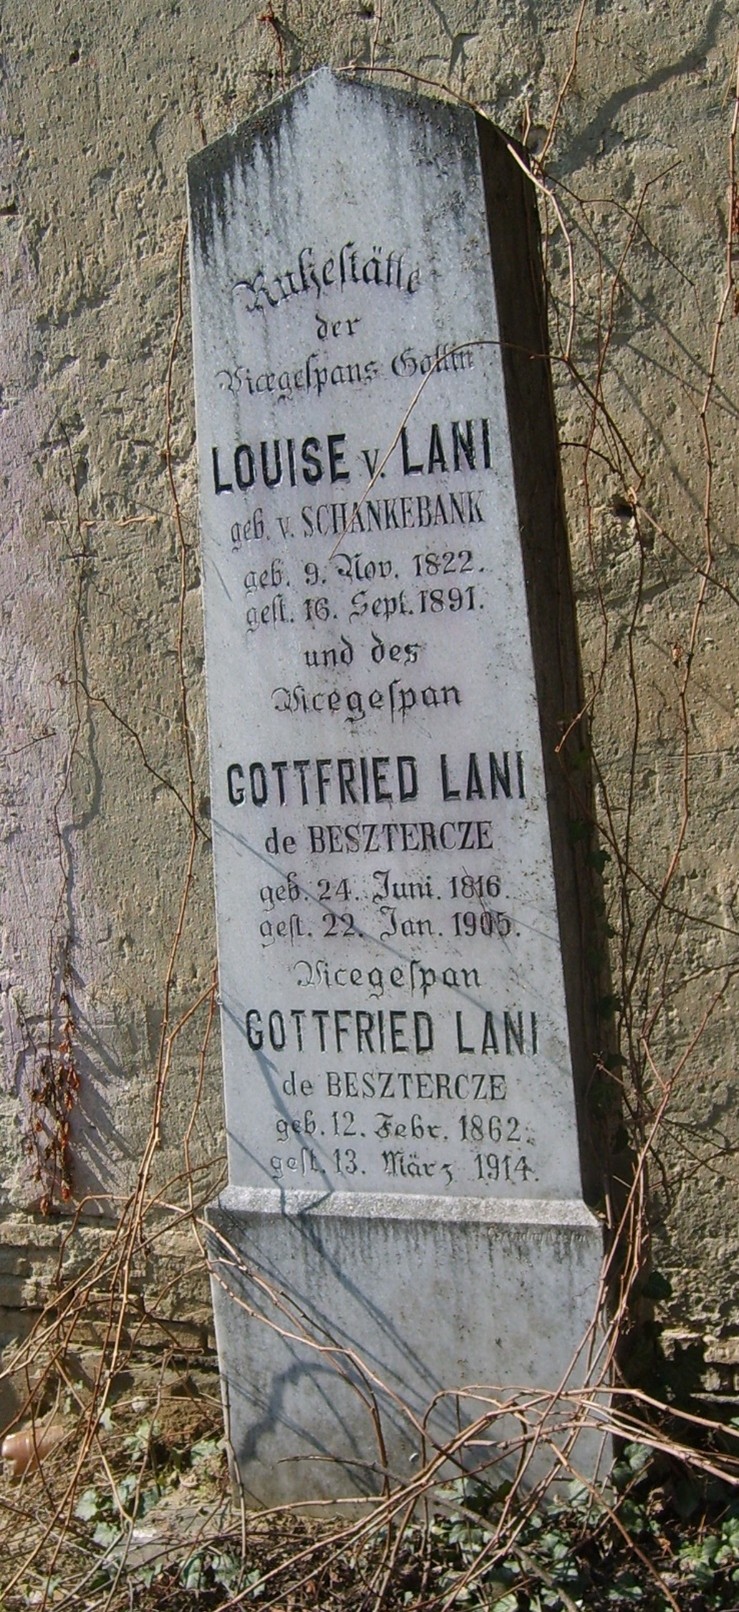 Ruhestätte
der
Vicegespans Gattin
LOUISE v. LANI
geb. v. SCHANKEBANK
geb. 9. Nov. 1822.
gest. 16. Sept. 1891.
und des
Vicegespan
GOTTFRIED LANI
de BESZTERCZE
geb. 24. Juni. 1816.
gest. 22. Jan. 1905.
Vicegespan
GOTTFRIED LANI
de BESZTERCZE
geb. 12. Febr. 1862.
gest. 13. März 1914.